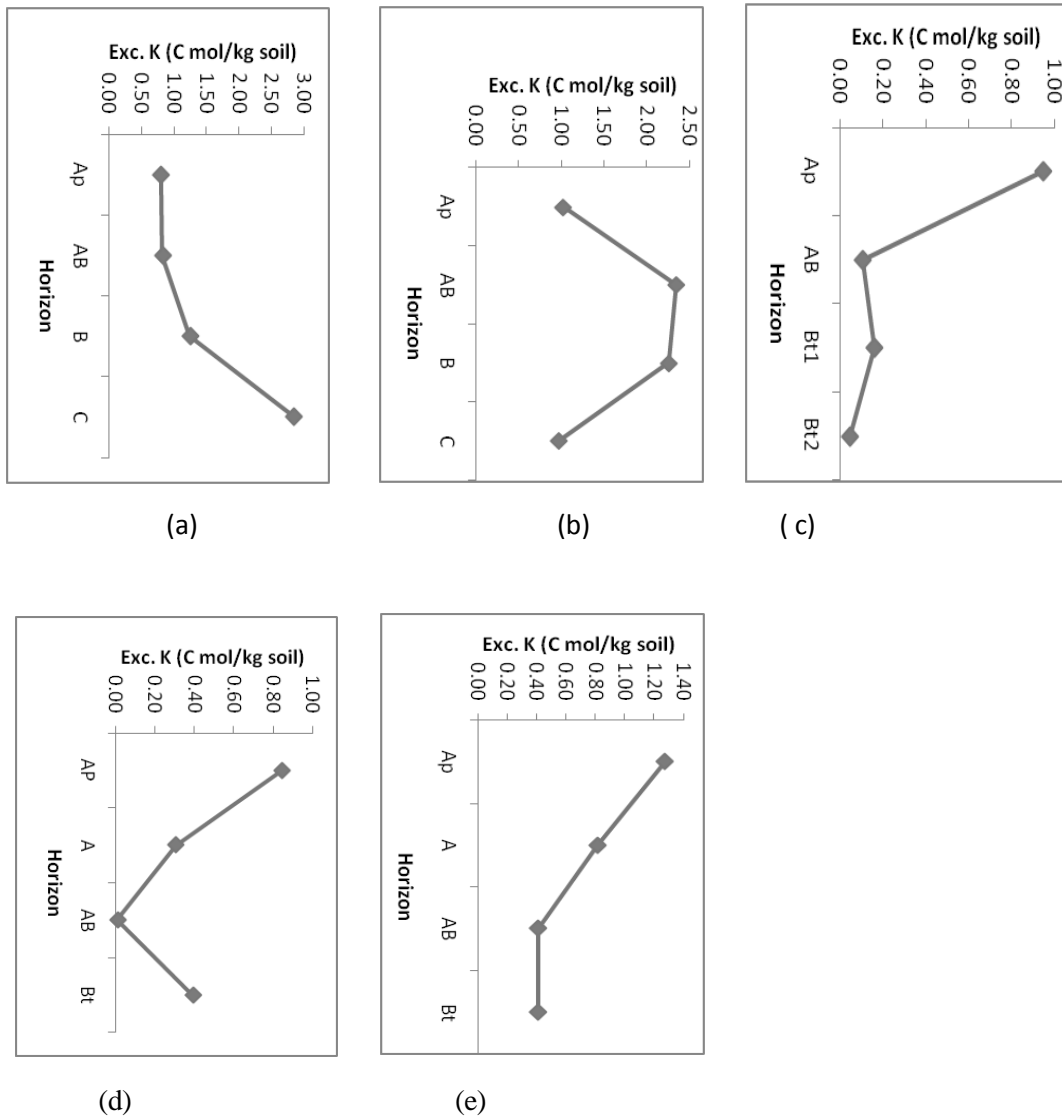 Exc. K (C mol/kg soil)
0.00
0.50
1.00
1.50
2.00
2.50
3.00
Ap
AB
B
C
Horizon
(a)
Exc. K (C mol/kg soil)
0.00
0.50
1.00
1.50
2.00
2.50
Ap
AB
B
C
Horizon
(b)
Exc. K (C mol/kg soil)
0.00
0.20
0.40
0.60
0.80
1.00
Ap
AB
Bt1
Bt2
Horizon
( c)
Exc. K (C mol/kg soil)
0.00
0.20
0.40
0.60
0.80
1.00
AP
A
AB
Bt
Horizon
(d)
Exc. K (C mol/kg soil)
0.00
0.20
0.40
0.60
0.80
1.00
1.20
1.40
Ap
A
AB
Bt
Horizon
(e)